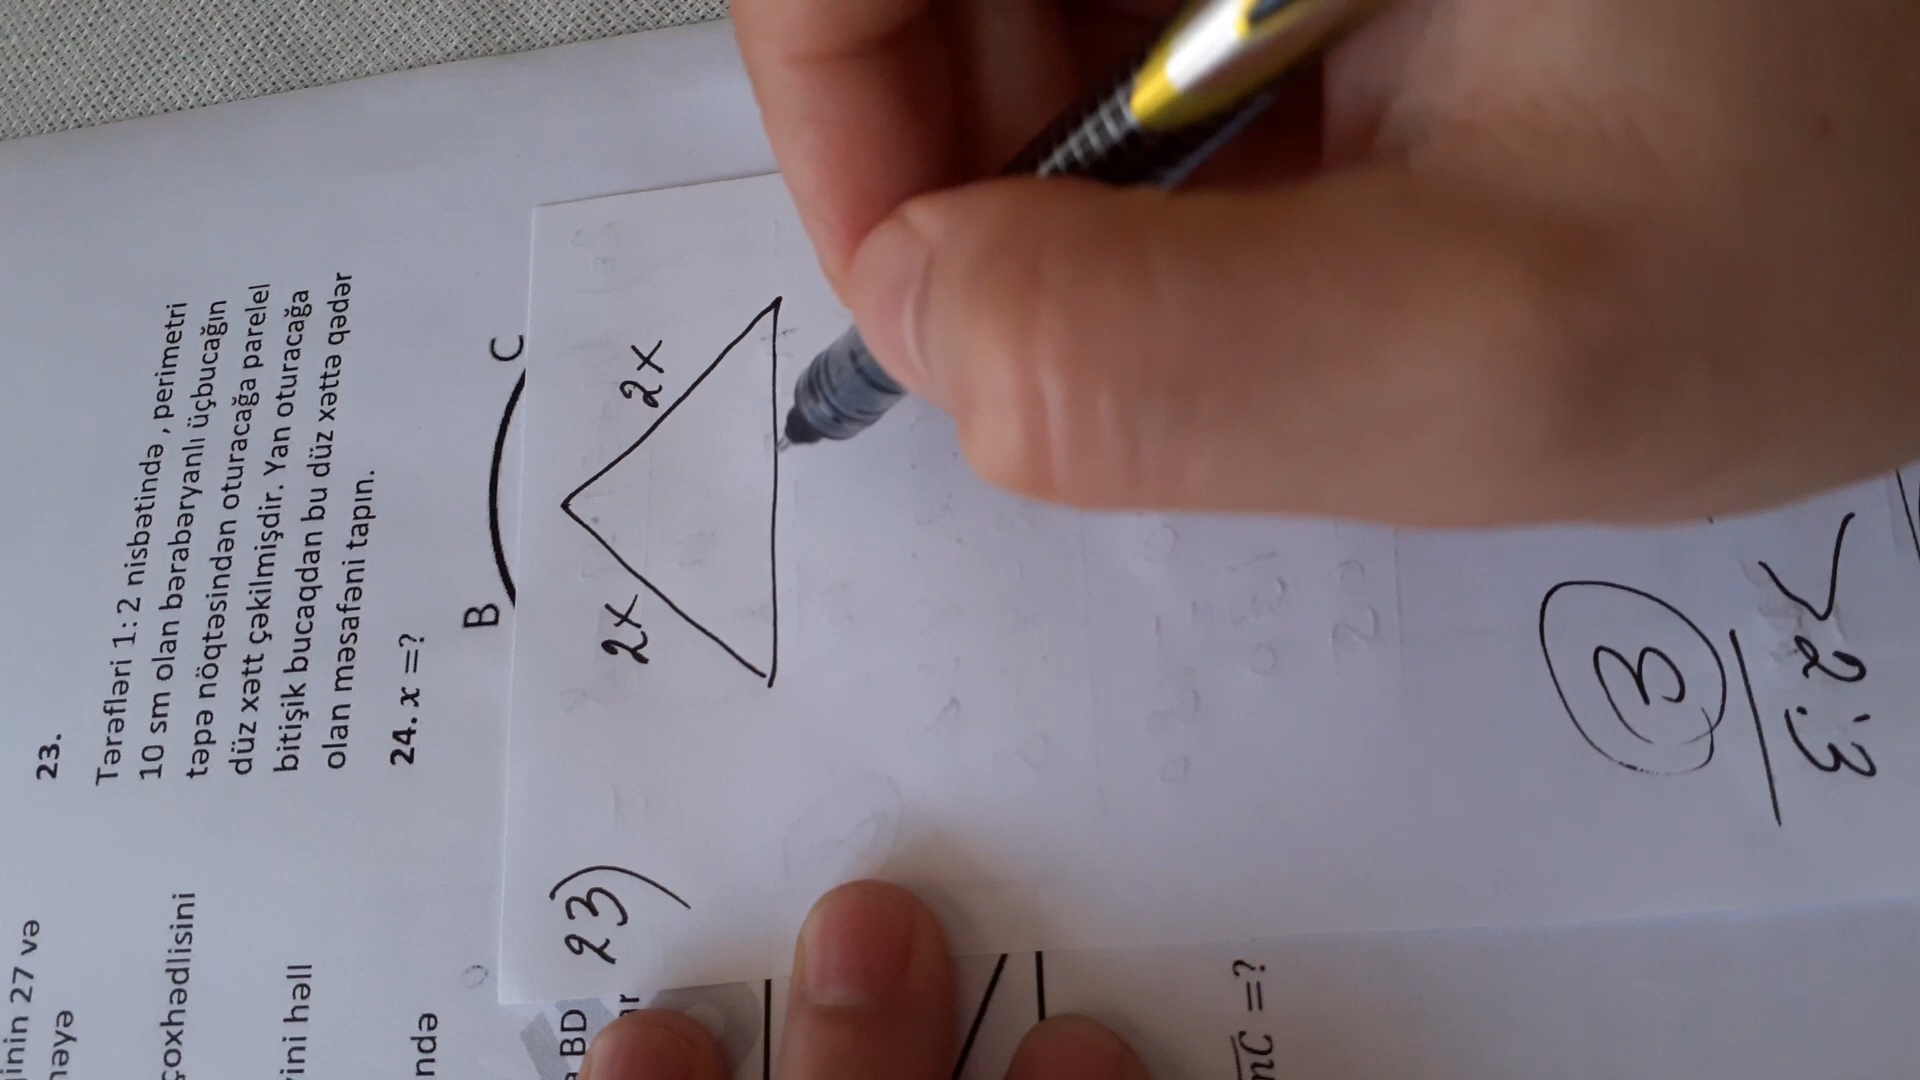 inin 27 və
həyə
çoxhədlisini
ini həll
ndə
BD
23.
Tərəfləri 1: 2 nisbətində , perimetri
10 sm olan bərabəryanlı üçbucağın
təpə nöqtəsindən oturacağa parelel
düz xətt çəkilmişdir. Yan oturacağa
bitişik bucaqdan bu düz xəttə qədər
olan məsafəni tapın.
24. x =?
B
C
23)
2x
2x
3
2:3
mC =?